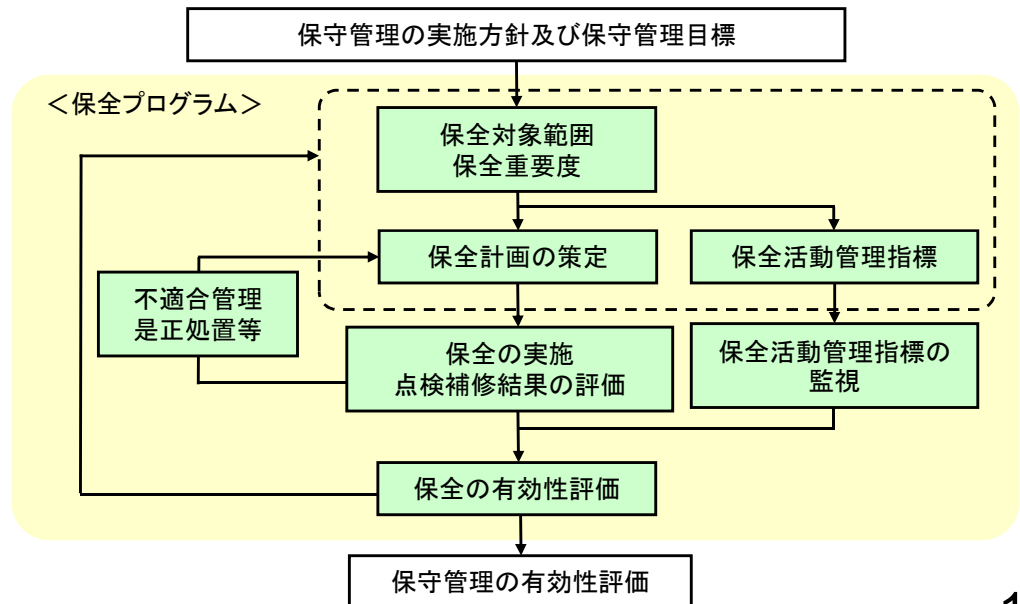 保守管理の実施方針及び保守管理目標
＜保全プログラム＞
保全対象範囲
保全重要度
保全計画の策定
保全活動管理指標
不適合管理
是正処置等
保全の実施
点検補修結果の評価
保全活動管理指標の
監視
保全の有効性評価
保守管理の有効性評価
1